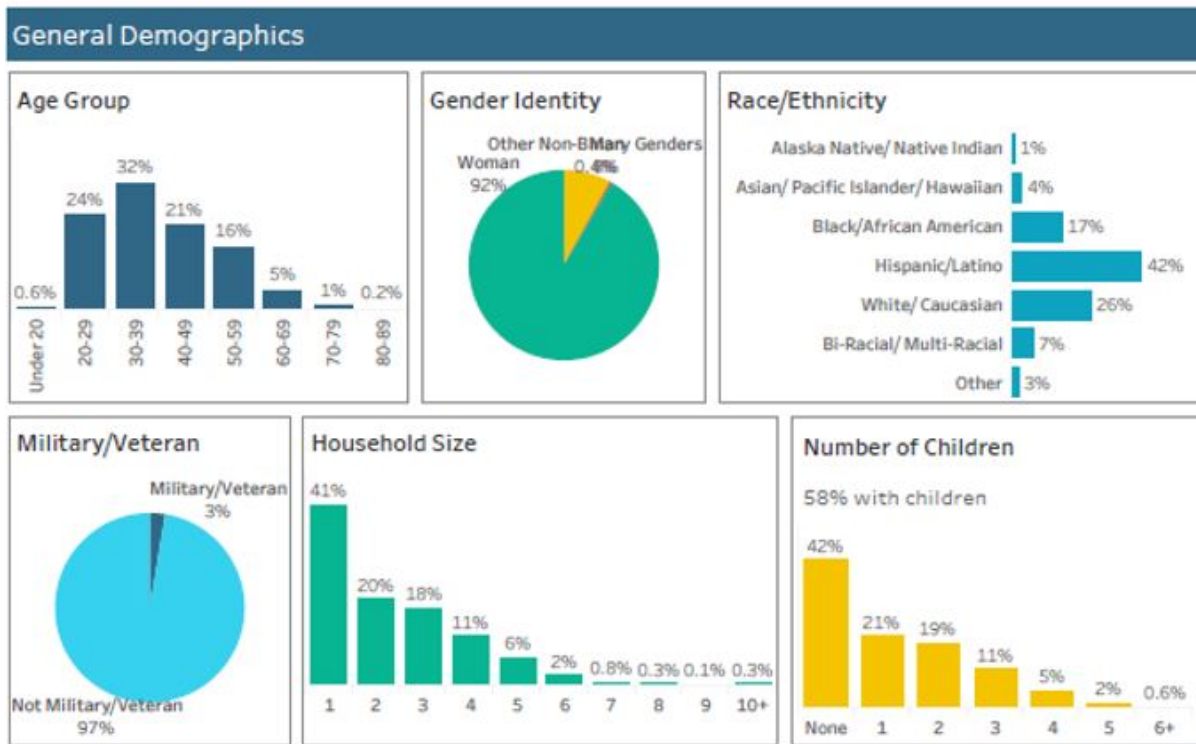 General Demographics
Age Group
32%
24%
21%
16%
5%
1%
0.6%
0.2%
Under 20
20-29
30-39
40-49
50-59
60-69
70-79
80-89
Gender Identity
Other Non-Binary Genders
Woman
92%
Race/Ethnicity
Alaska Native/ Native Indian 1%
Asian/ Pacific Islander/ Hawaiian 4%
Black/African American 17%
Hispanic/Latino 42%
White/ Caucasian 26%
Bi-Racial/ Multi-Racial 7%
Other 3%
Military/Veteran
Military/Veteran
3%
Not Military/Veteran
97%
Household Size
41%
20%
18%
11%
6%
2%
0.8% 0.3% 0.1% 0.3%
1 2 3 4 5 6 7 8 9 10+
Number of Children
58% with children
42%
21%
19%
11%
5%
2%
0.6%
None 1 2 3 4 5 6+